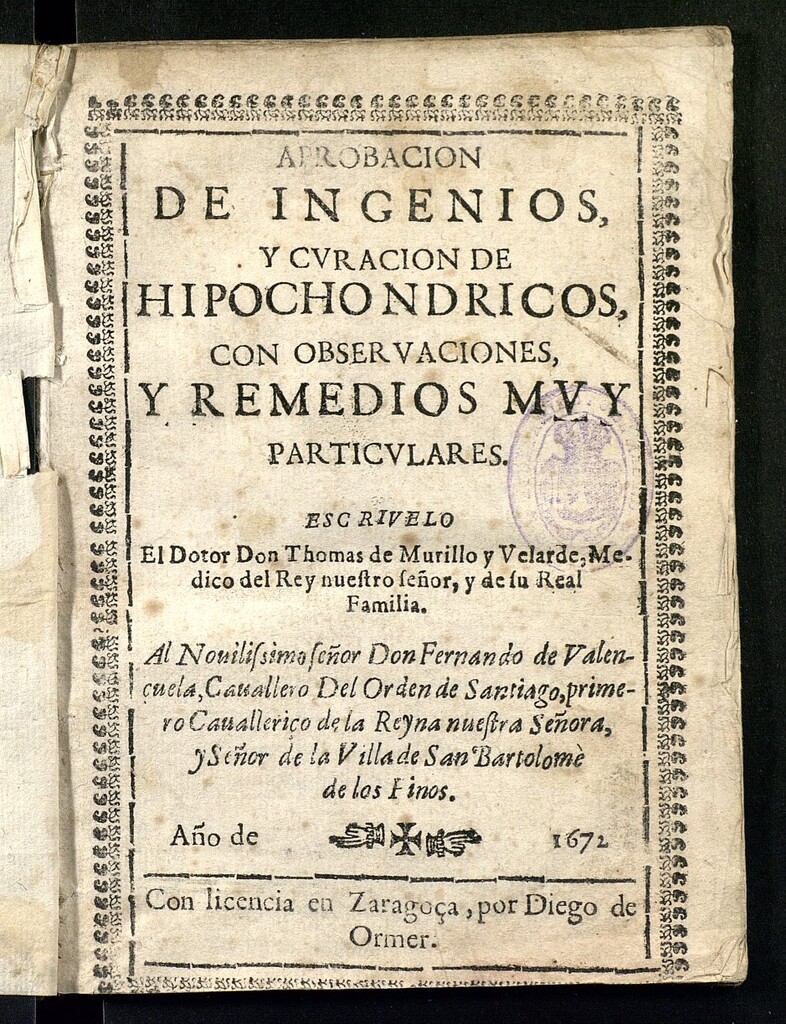 APROBACION
DE INGENIOS,
Y CVRACION DE
HIPOCHONDRICOS,
CON OBSERVACIONES,
Y REMEDIOS MVY
PARTICVLARES.
ESCRIVELO
El Dotor Don Thomas de Murillo y Velarde, Me-
dico del Rey nueſtro ſeñor, y de ſu Real
Familia.
Al Nouiliſsimo ſeñor Don Fernando de Valen-
çuela, Cauallero Del Orden de Santiago, prime-
ro Cauallerico de la Reyna nueſtra Señora,
y Señor de la Villa de San Bartolomè
de los Pinos.
Año de 1672
Con licencia en Zaragoça, por Diego de
Ormer.